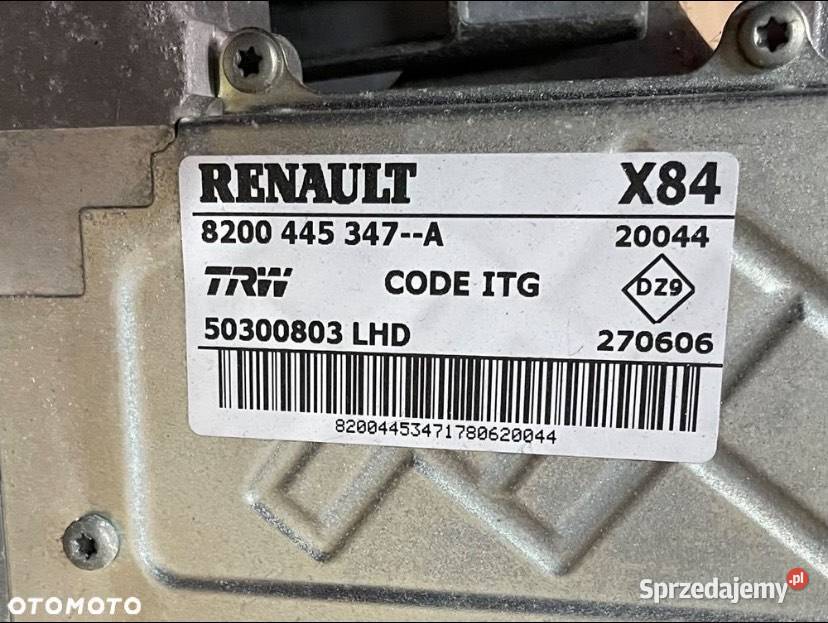 RENAULT X84
8200 445 347--A 20044
TRW CODE ITG DZ9
50300803 LHD 270606
82004453471780620044
OTOMOTO
Sprzedajemy.pl